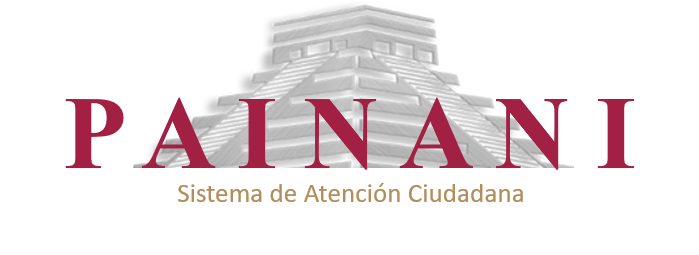 PAINANI
Sistema de Atención Ciudadana